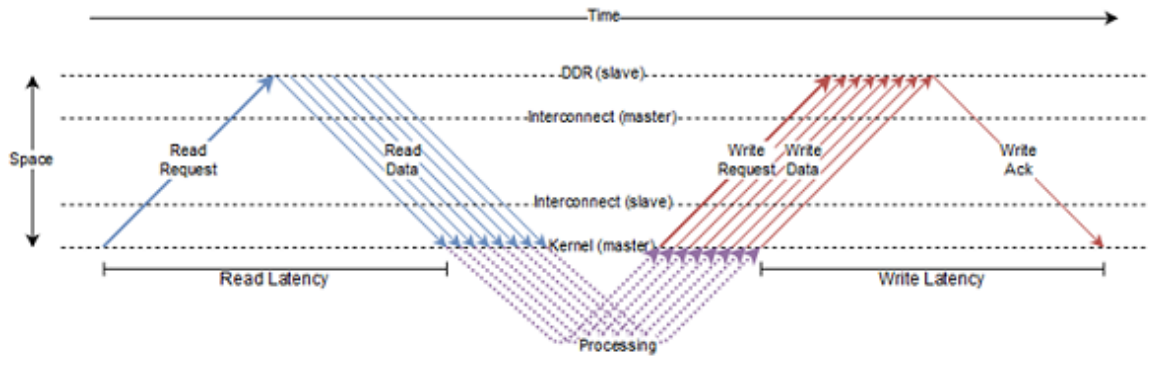 Time
DDR (slave)
Interconnect (master)
Space
Read
Request
Read
Data
Write
Request
Write
Data
Write
Ack
Interconnect (slave)
Kernel (master)
Read Latency
Write Latency
Processing